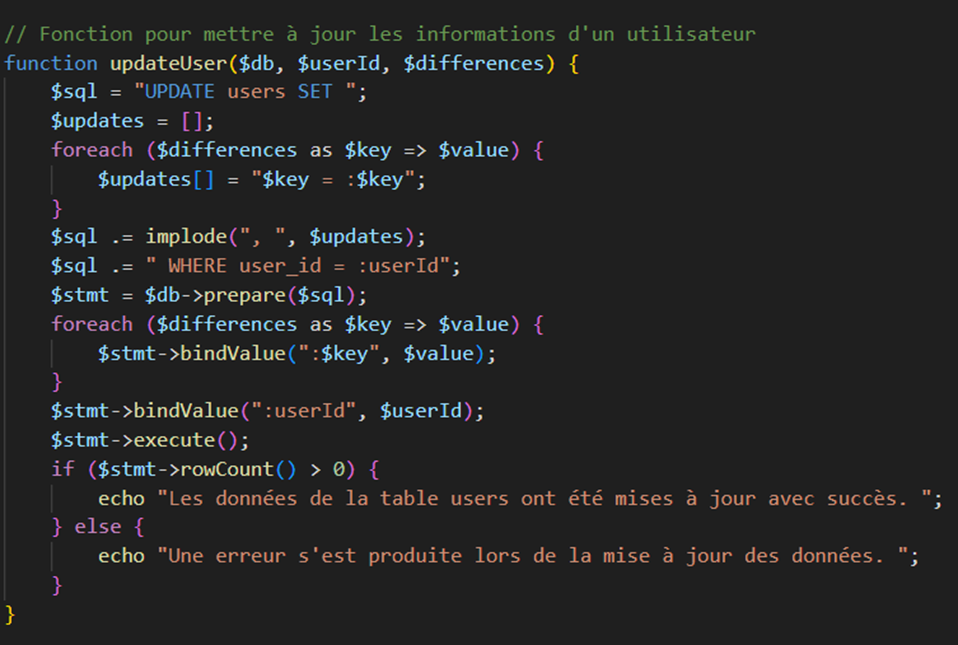 // Fonction pour mettre à jour les informations d'un utilisateur
function updateUser($db, $userId, $differences) {
    $sql = "UPDATE users SET ";
    $updates = [];
    foreach ($differences as $key => $value) {
        $updates[] = "$key = :$key";
    }
    $sql .= implode(", ", $updates);
    $sql .= " WHERE user_id = :userId";
    $stmt = $db->prepare($sql);
    foreach ($differences as $key => $value) {
        $stmt->bindValue(":$key", $value);
    }
    $stmt->bindValue(":userId", $userId);
    $stmt->execute();
    if ($stmt->rowCount() > 0) {
        echo "Les données de la table users ont été mises à jour avec succès. ";
    } else {
        echo "Une erreur s'est produite lors de la mise à jour des données. ";
    }
}